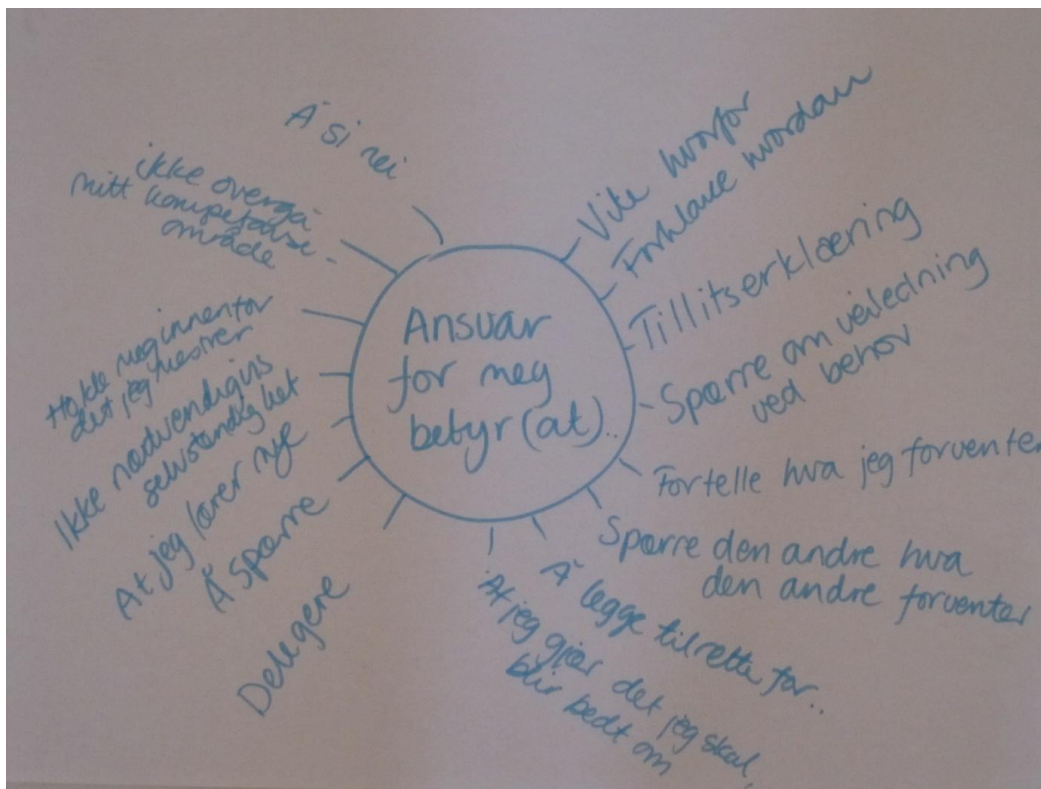 Ansvar
for meg
betyr (at)..
Vite hvorfor
Forklare hvordan
Tillitserklæring
Spørre om veiledning
ved behov
Fortelle hva jeg forventer
Spørre den andre hva
den andre forventer
Å legge tilrette for..
At jeg gjør det jeg skal,
blir bedt om
Delegere
Å spørre
At jeg lærer nye
Ikke nødvendigvis
selvstendighet
Holde meg innenfor
det jeg mestrer
ikke overgå
mitt kompetanse-
område
Å si nei